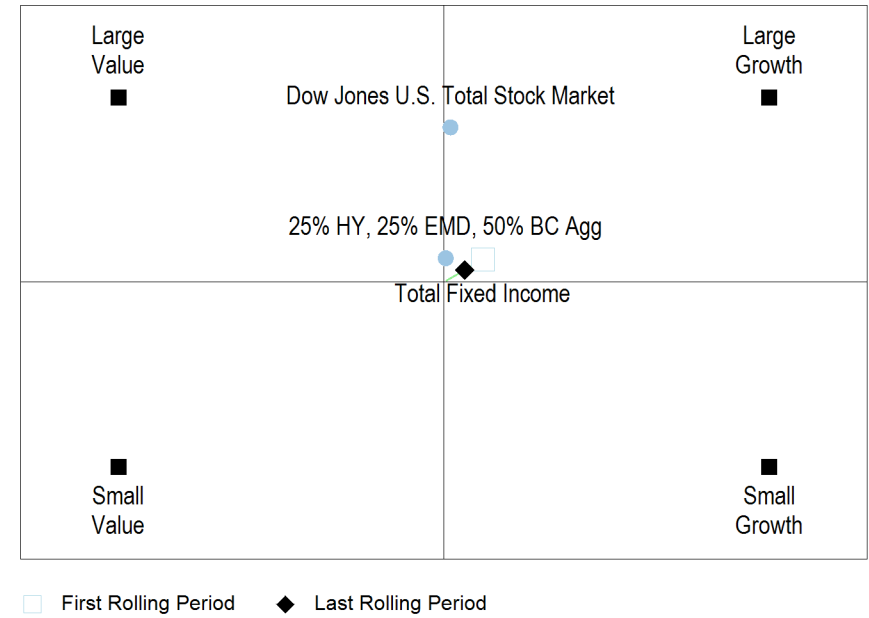 Large
Value
Large
Growth
Dow Jones U.S. Total Stock Market
25% HY, 25% EMD, 50% BC Agg
Total Fixed Income
Small
Value
Small
Growth
First Rolling Period
Last Rolling Period